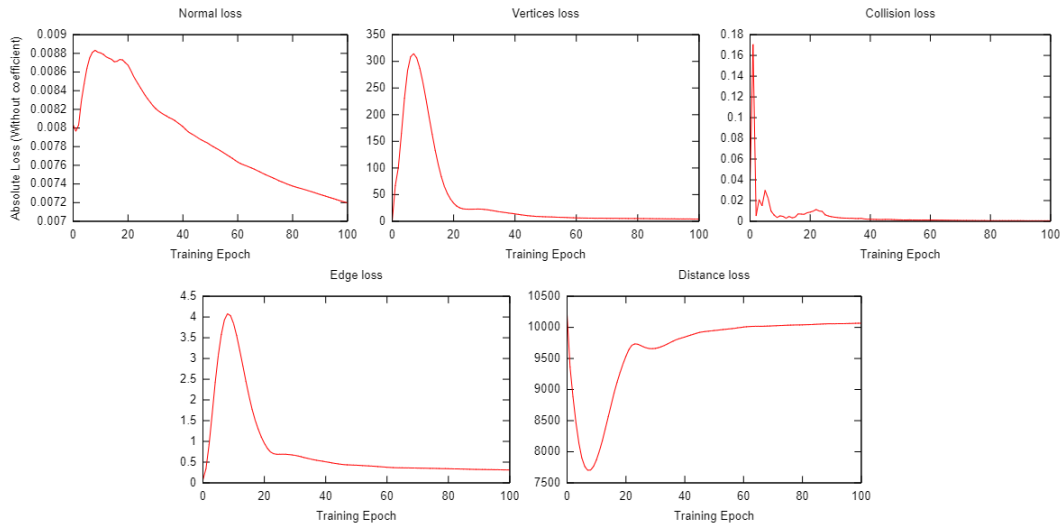 Normal loss
Absolute Loss (Without coefficient)
0.009
0.0088
0.0086
0.0084
0.0082
0.008
0.0078
0.0076
0.0074
0.0072
0.007
0 20 40 60 80 100
Training Epoch
Vertices loss
350
300
250
200
150
100
50
0
0 20 40 60 80 100
Training Epoch
Collision loss
0.18
0.16
0.14
0.12
0.1
0.08
0.06
0.04
0.02
0
0 20 40 60 80 100
Training Epoch
Edge loss
4.5
4
3.5
3
2.5
2
1.5
1
0.5
0
0 20 40 60 80 100
Training Epoch
Distance loss
10500
10000
9500
9000
8500
8000
7500
0 20 40 60 80 100
Training Epoch